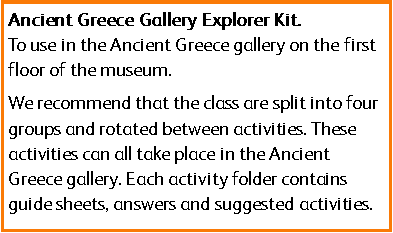 Ancient Greece Gallery Explorer Kit.
To use in the Ancient Greece gallery on the first
floor of the museum.
We recommend that the class are split into four
groups and rotated between activities. These
activities can all take place in the Ancient
Greece gallery. Each activity folder contains
guide sheets, answers and suggested activities.